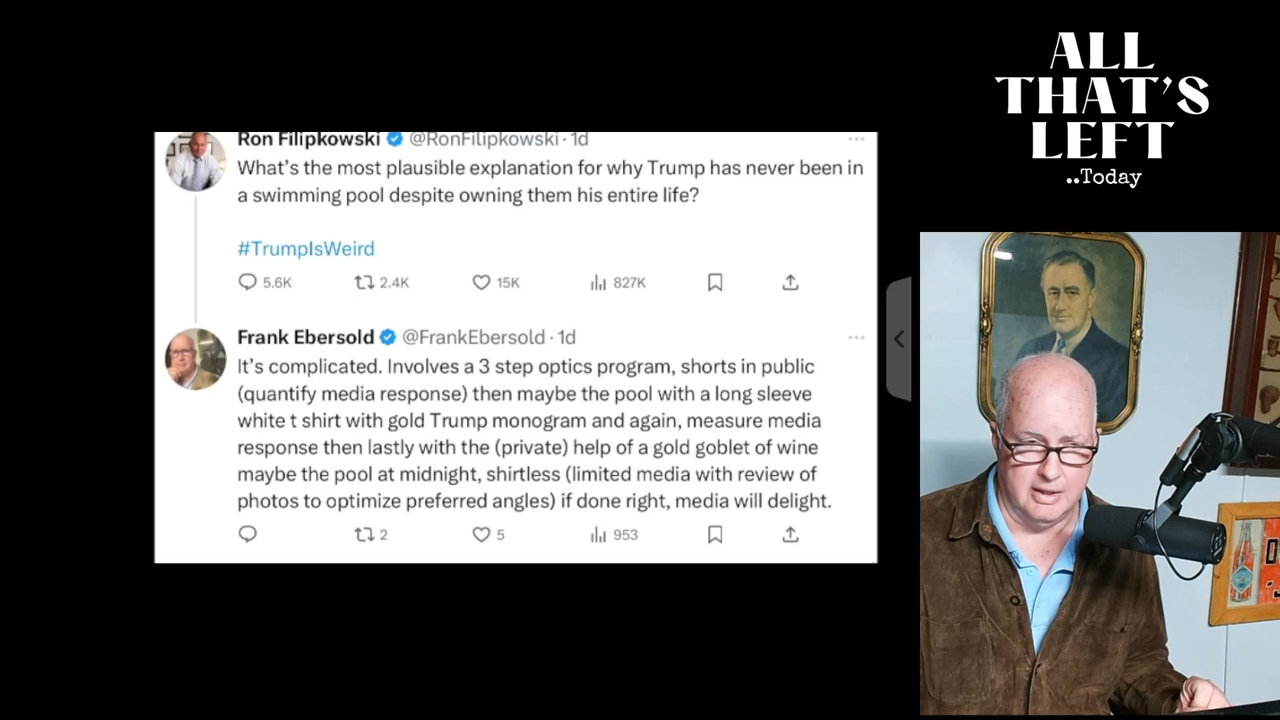 ALL
THAT'S
LEFT
..Today
Ron Filipkowski @RonFilipkowski · 1d
What's the most plausible explanation for why Trump has never been in
a swimming pool despite owning them his entire life?
#TrumpIsWeird
5.6K 2.4K 15K 827K
Frank Ebersold @FrankEbersold · 1d
It's complicated. Involves a 3 step optics program, shorts in public
(quantify media response) then maybe the pool with a long sleeve
white t shirt with gold Trump monogram and again, measure media
response then lastly with the (private) help of a gold goblet of wine
maybe the pool at midnight, shirtless (limited media with review of
photos to optimize preferred angles) if done right, media will delight.
2 5 953